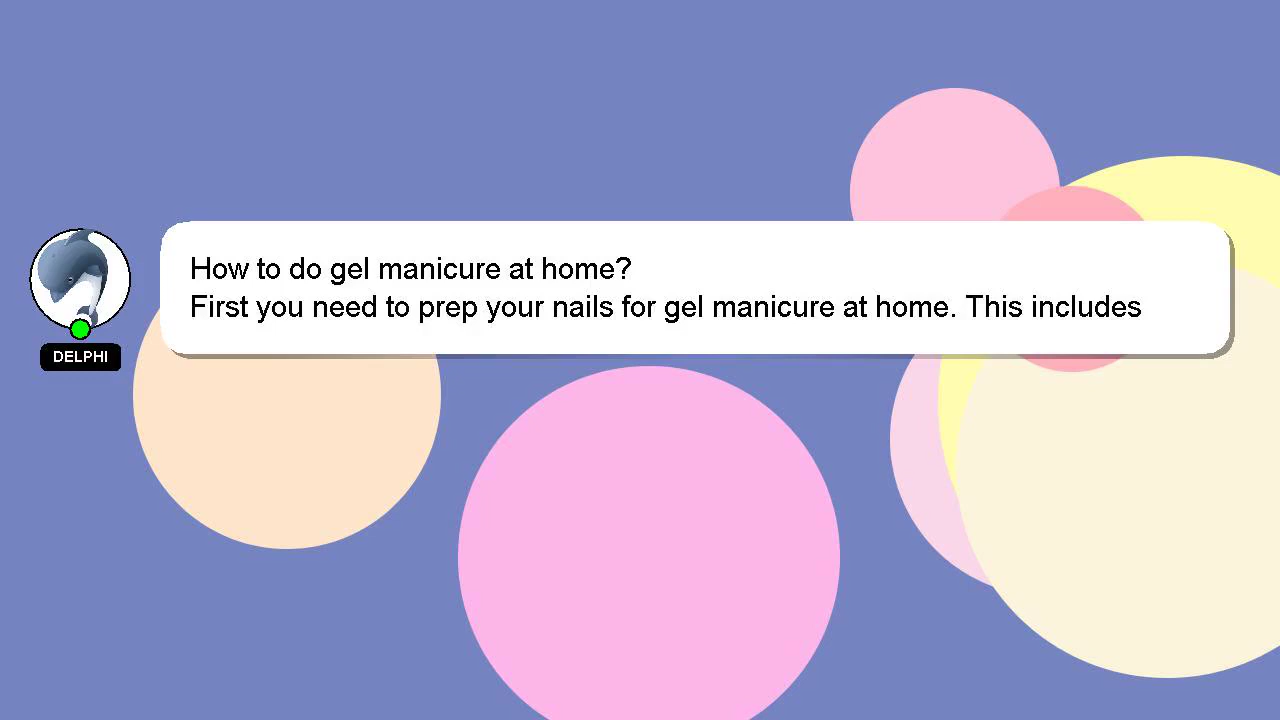 How to do gel manicure at home?
First you need to prep your nails for gel manicure at home. This includes
DELPHI